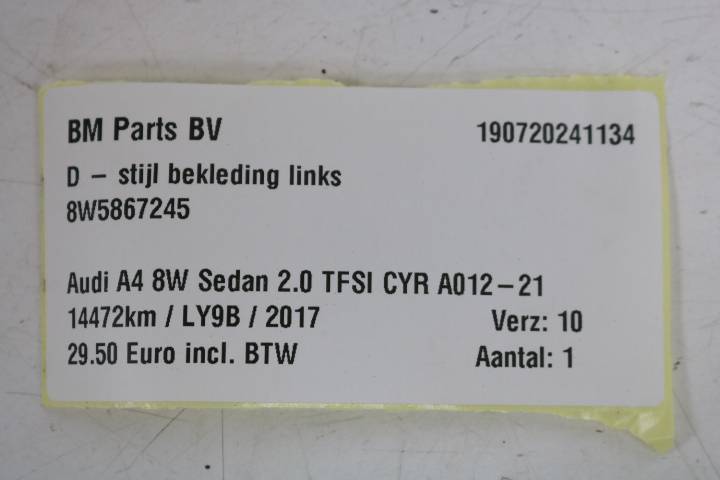 BM Parts BV 190720241134
D - stijl bekleding links
8W5867245
Audi A4 8W Sedan 2.0 TFSI CYR A012-21
14472km / LY9B / 2017 Verz: 10
29.50 Euro incl. BTW Aantal: 1